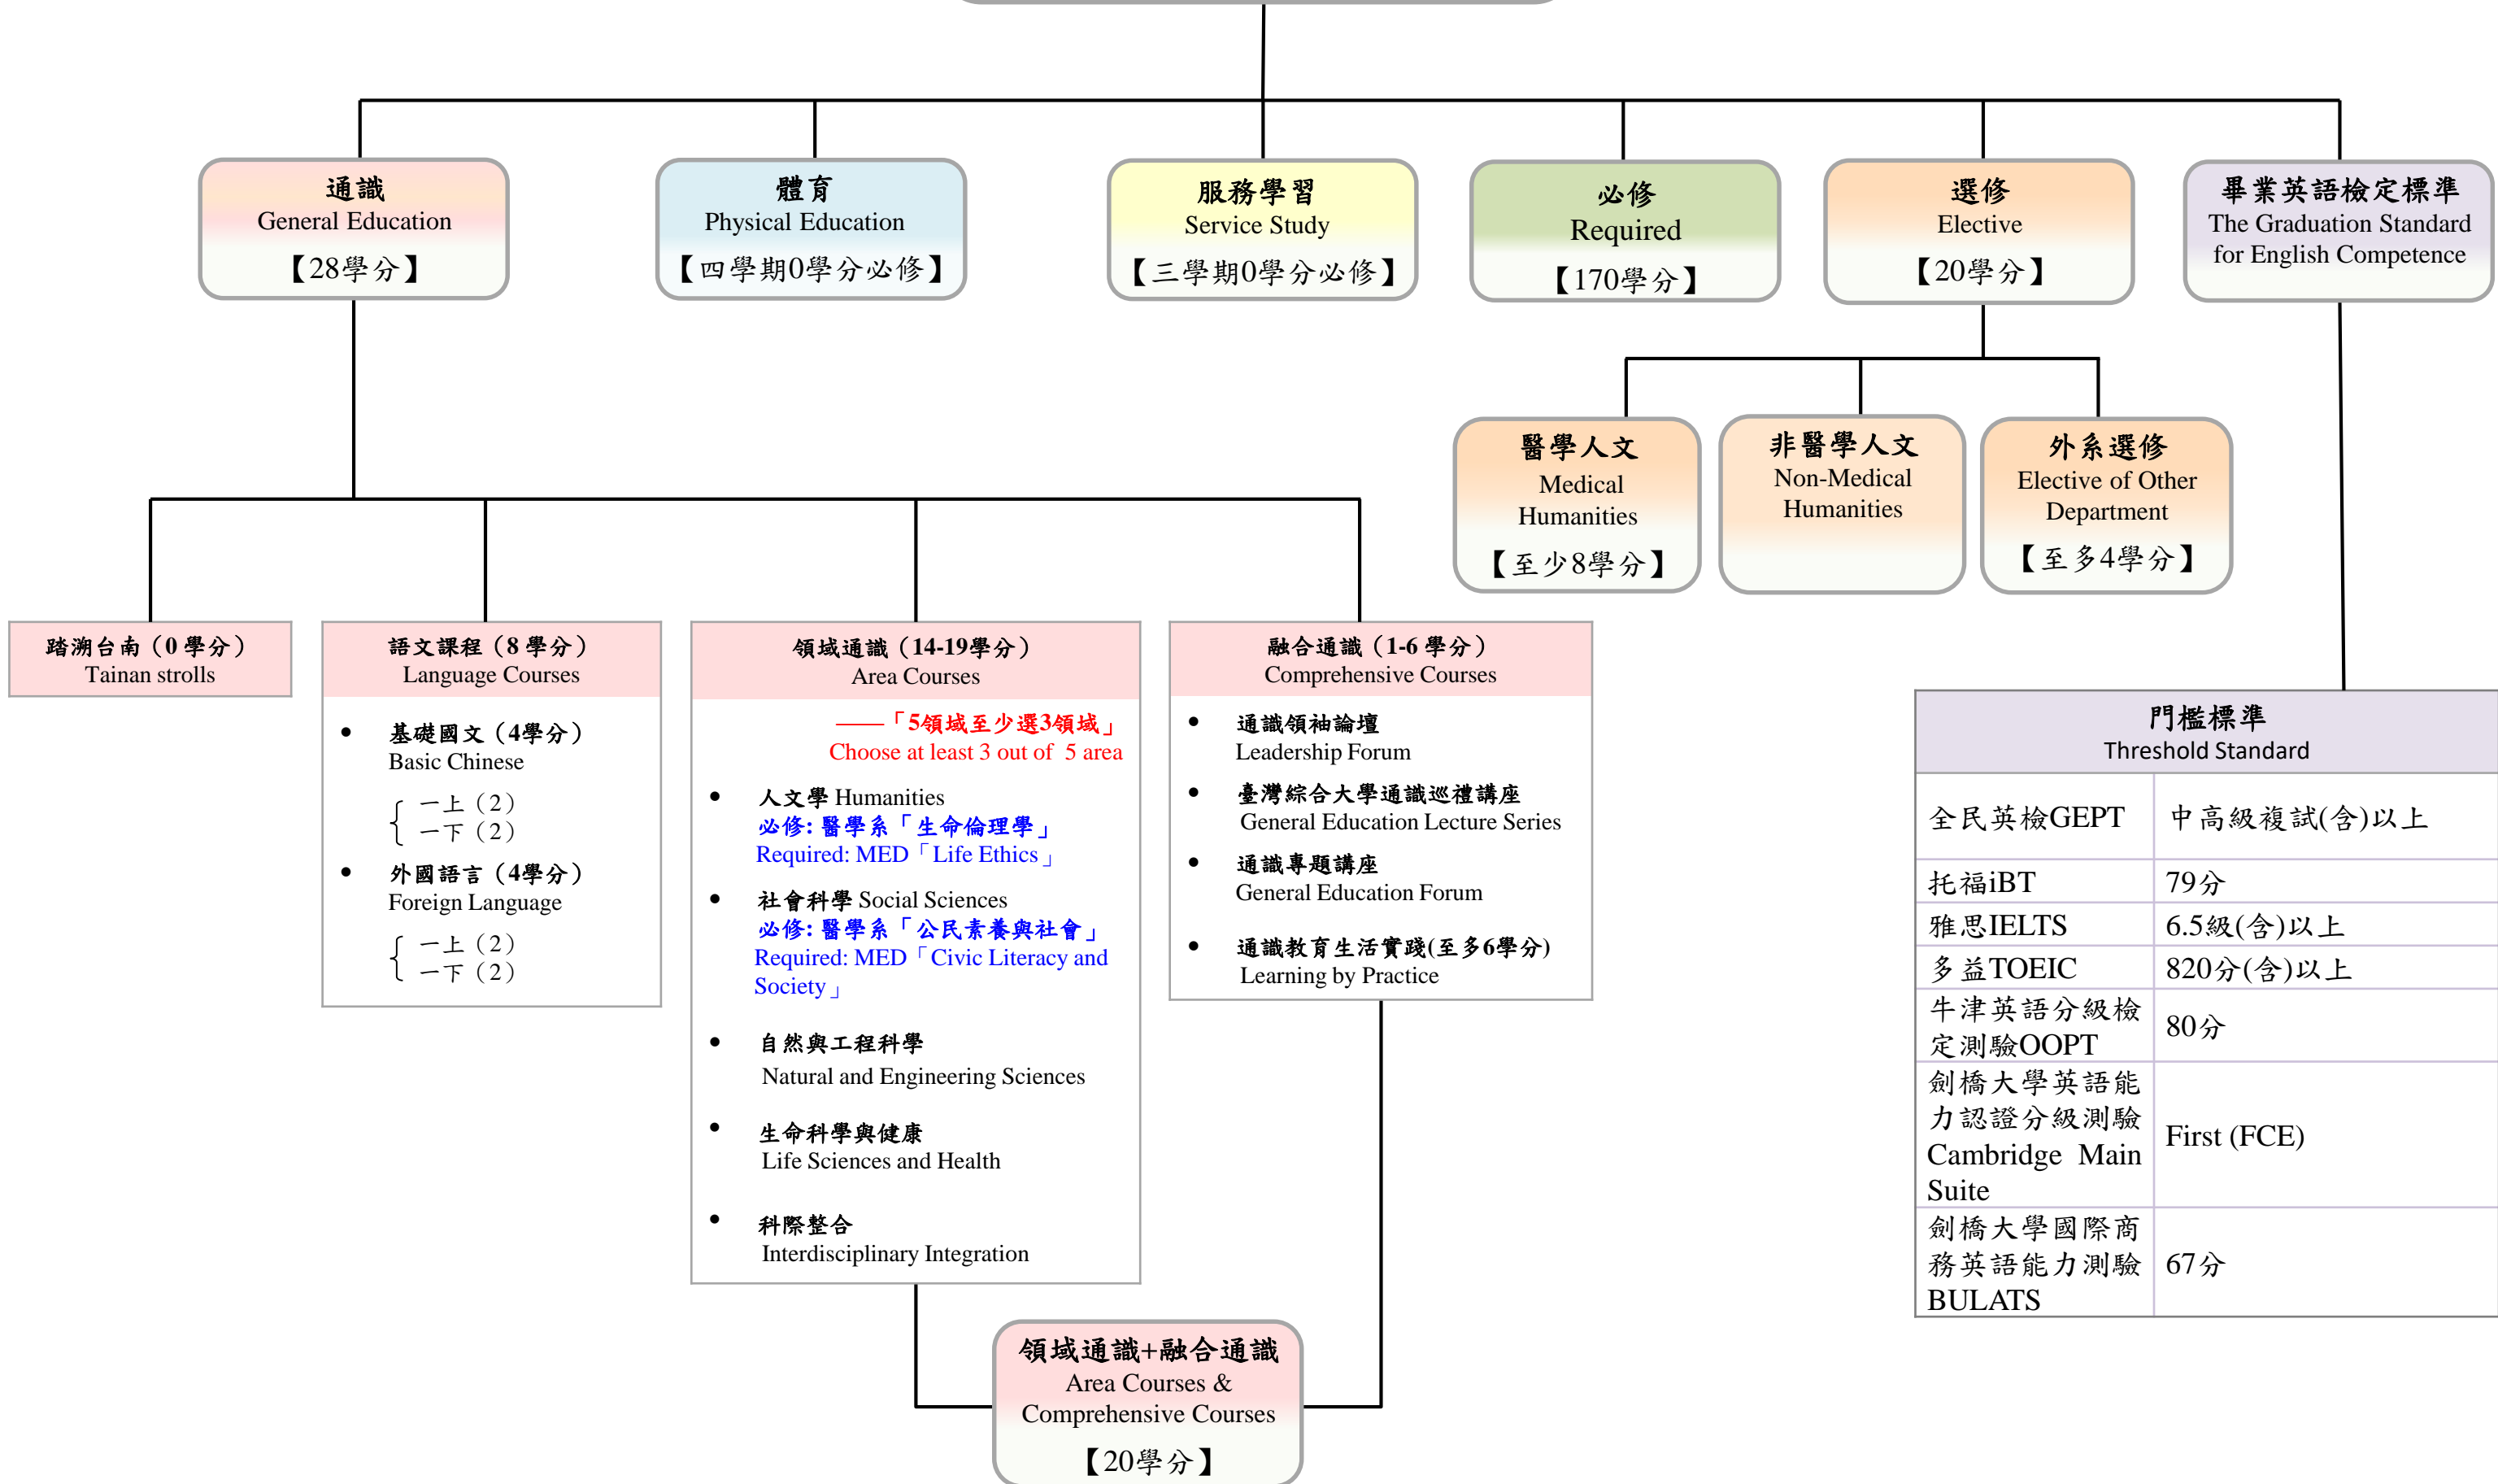 通識
General Education
【28學分】
體育
Physical Education
【四學期0學分必修】
服務學習
Service Study
【三學期0學分必修】
必修
Required
【170學分】
選修
Elective
【20學分】
畢業英語檢定標準
The Graduation Standard
for English Competence
醫學人文
Medical
Humanities
【至少8學分】
非醫學人文
Non-Medical
Humanities
外系選修
Elective of Other
Department
【至多4學分】
踏溯台南（0 學分）
Tainan strolls
語文課程（8 學分）
Language Courses
• 基礎國文（4學分）
Basic Chinese
一上（2）
一下（2）
• 外國語言（4學分）
Foreign Language
一上（2）
一下（2）
領域通識（14-19學分）
Area Courses
——「5領域至少選3領域」
Choose at least 3 out of 5 area
• 人文學 Humanities
必修: 醫學系「生命倫理學」
Required: MED「Life Ethics」
• 社會科學 Social Sciences
必修: 醫學系「公民素養與社會」
Required: MED「Civic Literacy and
Society」
• 自然與工程科學
Natural and Engineering Sciences
• 生命科學與健康
Life Sciences and Health
• 科際整合
Interdisciplinary Integration
融合通識（1-6 學分）
Comprehensive Courses
• 通識領袖論壇
Leadership Forum
• 臺灣綜合大學通識巡禮講座
General Education Lecture Series
• 通識專題講座
General Education Forum
• 通識教育生活實踐(至多6學分)
Learning by Practice
領域通識+融合通識
Area Courses &
Comprehensive Courses
【20學分】
門檻標準
Threshold Standard
全民英檢GEPT 中高級複試(含)以上
托福iBT 79分
雅思IELTS 6.5級(含)以上
多益TOEIC 820分(含)以上
牛津英語分級檢
定測驗OOPT
80分
劍橋大學英語能
力認證分級測驗
Cambridge Main
Suite
First (FCE)
劍橋大學國際商
務英語能力測驗
BULATS
67分